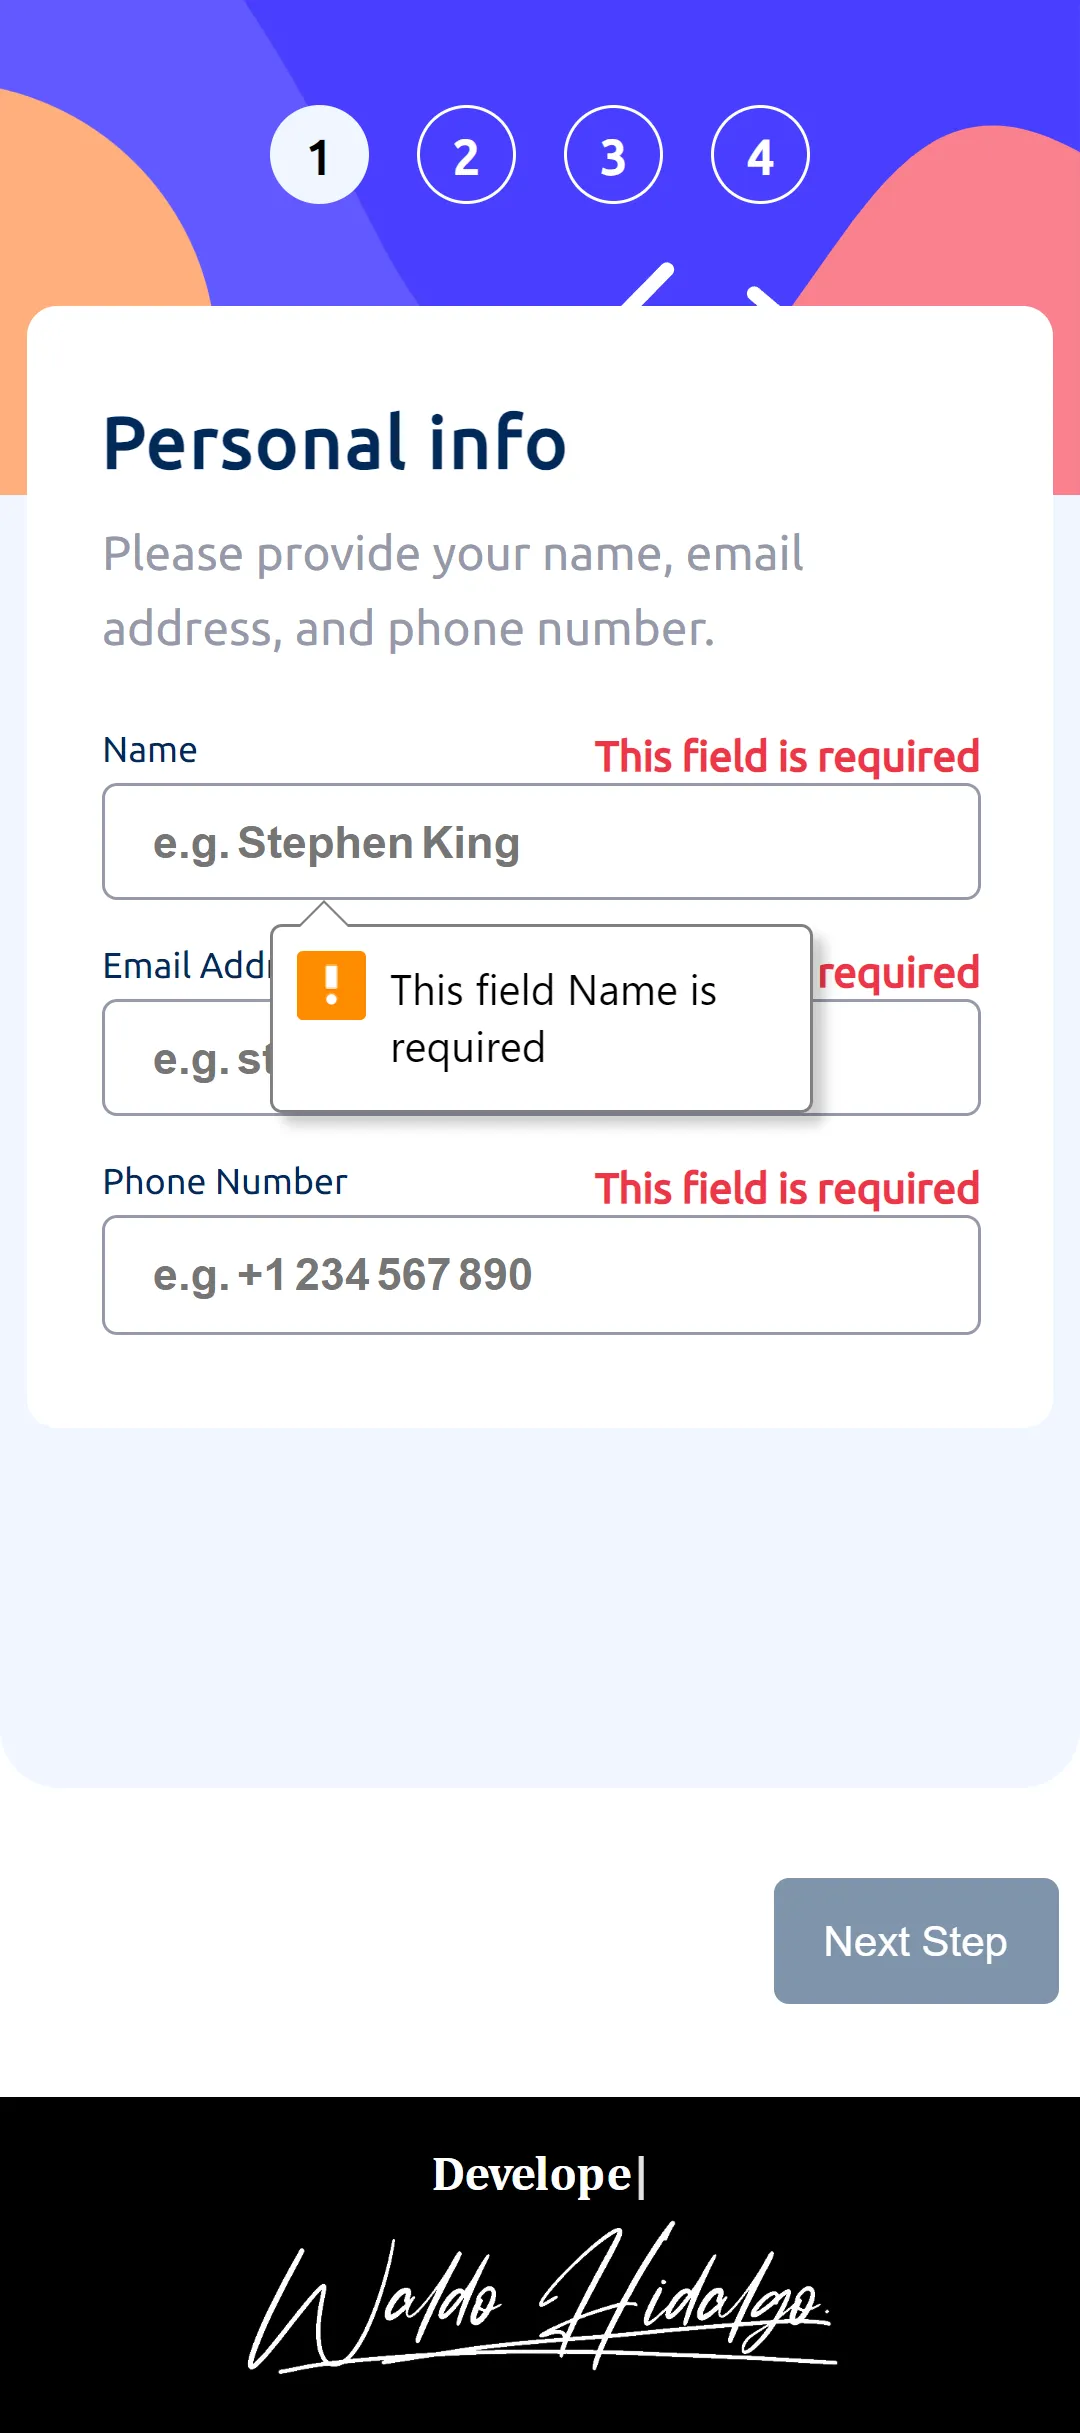 1 2 3 4
Personal info
Please provide your name, email
address, and phone number.
Name
This field is required
e.g. Stephen King
Email Addr
required
This field Name is
required
e.g. st
Phone Number
This field is required
e.g. +1 234 567 890
Next Step
Develope|
Waldo Hidalgo.